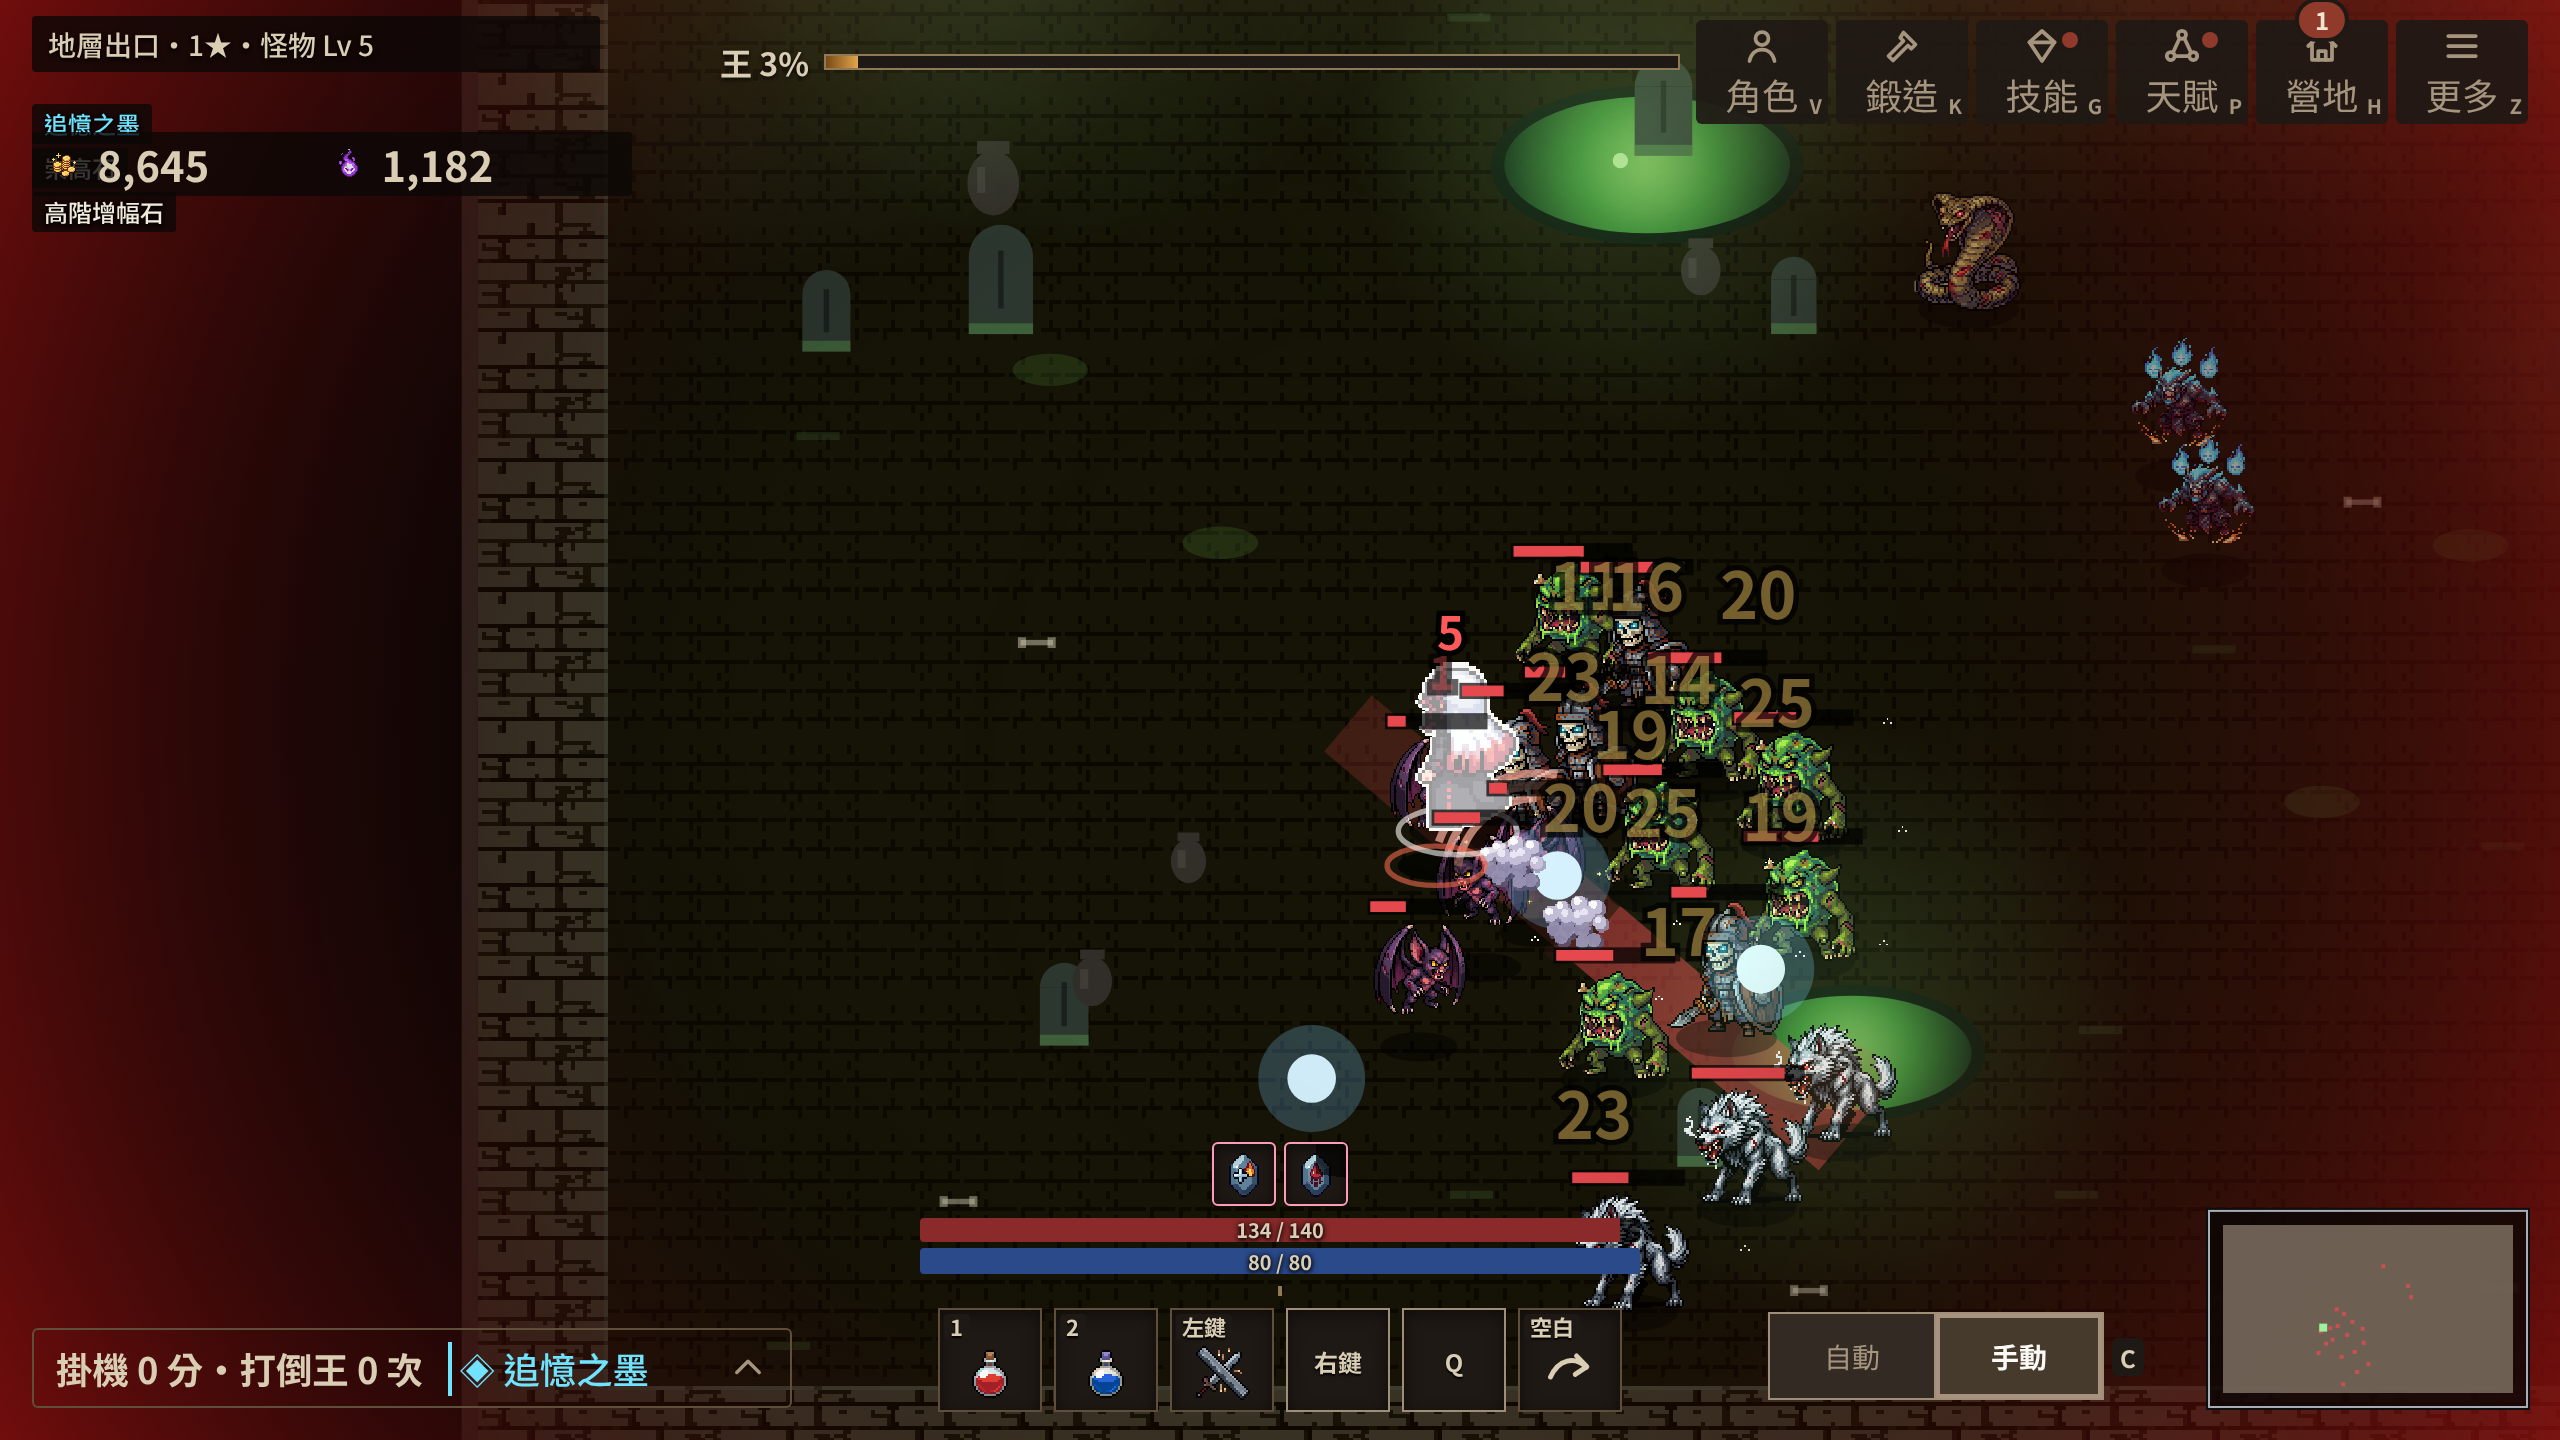 地層出口・1★・怪物 Lv 5
王 3%
1
角色 V
鍛造 K
技能 G
天賦 P
營地 H
更多 Z
追憶之墨
8,645
1,182
高階增幅石
11
16
20
5
1
23
14
25
19
20
25
19
17
23
134 / 140
80 / 80
掛機 0 分・打倒王 0 次
追憶之墨
1
2
左鍵
右鍵
Q
空白
自動
手動
C